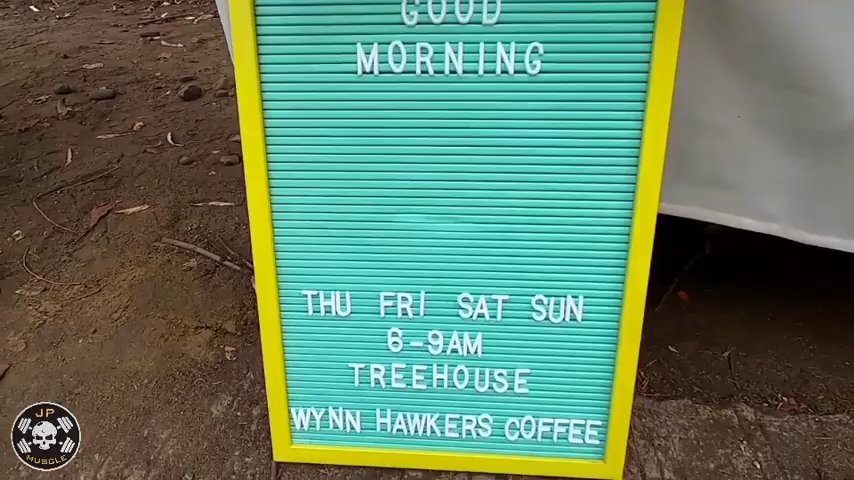 GOOD
MORNING
THU FRI SAT SUN
6-9AM
TREEHOUSE
WYNN HAWKERS COFFEE
JP
MUSCLE